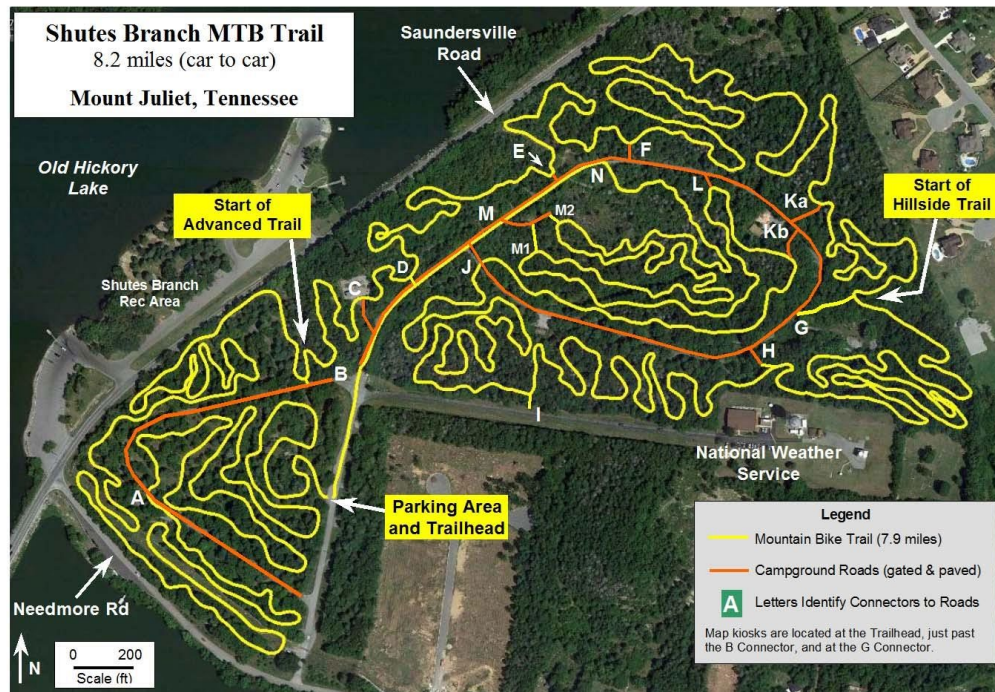 Shutes Branch MTB Trail
8.2 miles (car to car)
Mount Juliet, Tennessee
Saundersville
Road
Old Hickory
Lake
Start of
Advanced Trail
Shutes Branch
Rec Area
E
F
N
L
M
M2
M1
Ka
Kb
Start of
Hillside Trail
D
J
C
G
H
B
I
National Weather
Service
A
Parking Area
and Trailhead
Needmore Rd
N
0 200
Scale (ft)
Legend
Mountain Bike Trail (7.9 miles)
Campground Roads (gated & paved)
A Letters Identify Connectors to Roads
Map kiosks are located at the Trailhead, just past
the B Connector, and at the G Connector.